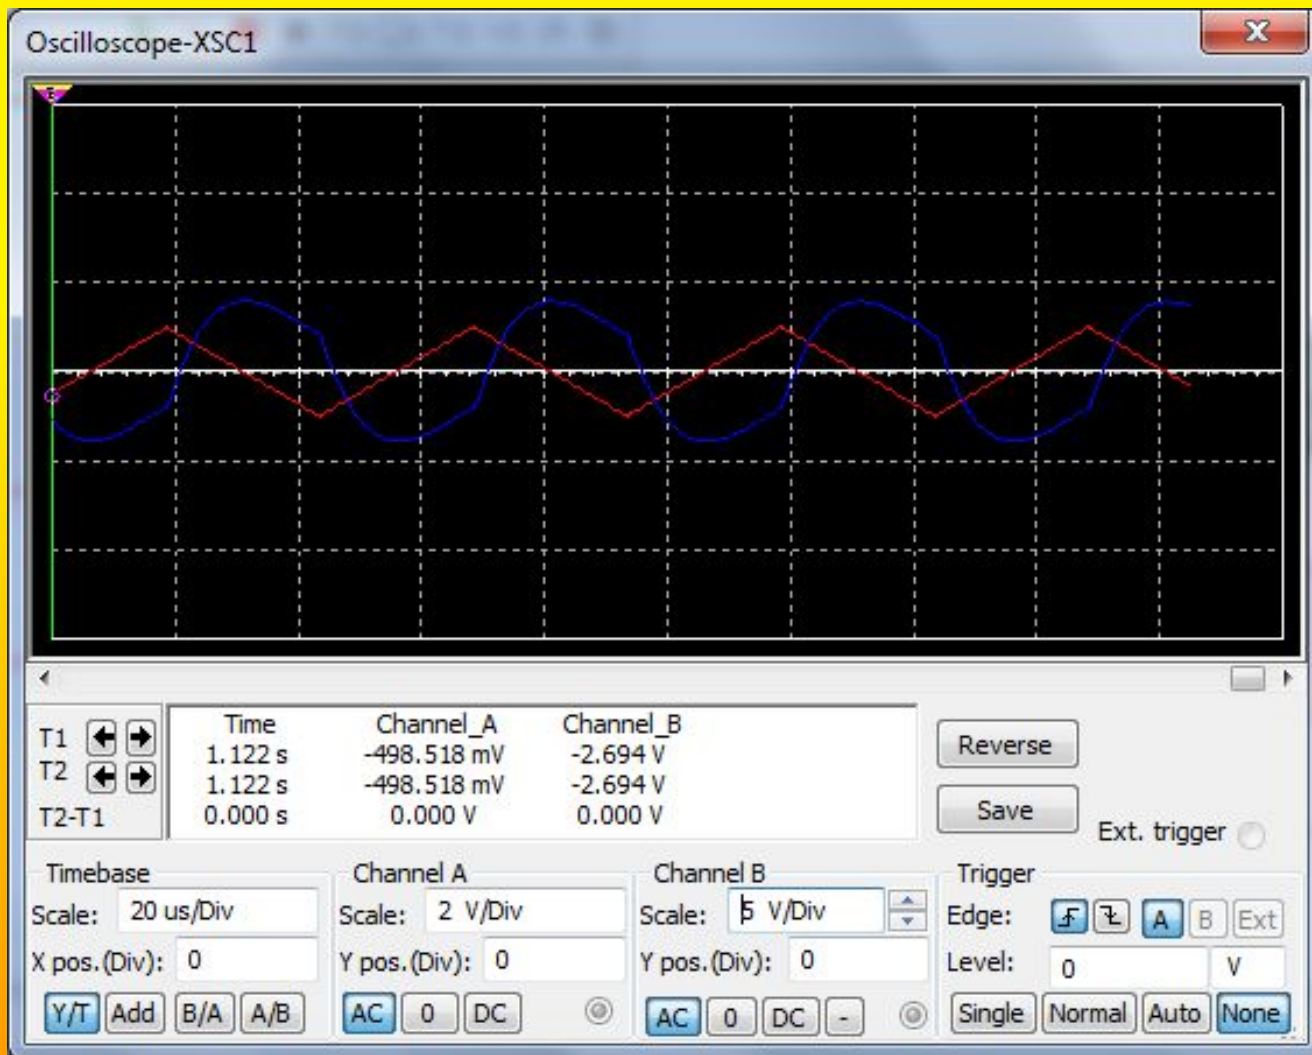 Oscilloscope-XSC1
T1
T2
T2-T1
Time Channel_A Channel_B
1.122 s -498.518 mV -2.694 V
1.122 s -498.518 mV -2.694 V
0.000 s 0.000 V 0.000 V
Reverse
Save
Ext. trigger
Timebase
Scale: 20 us/Div
X pos.(Div): 0
Y/T Add B/A A/B
Channel A
Scale: 2 V/Div
Y pos.(Div): 0
AC 0 DC
Channel B
Scale: 5 V/Div
Y pos.(Div): 0
AC 0 DC -
Trigger
Edge: A B Ext
Level: 0 V
Single Normal Auto None